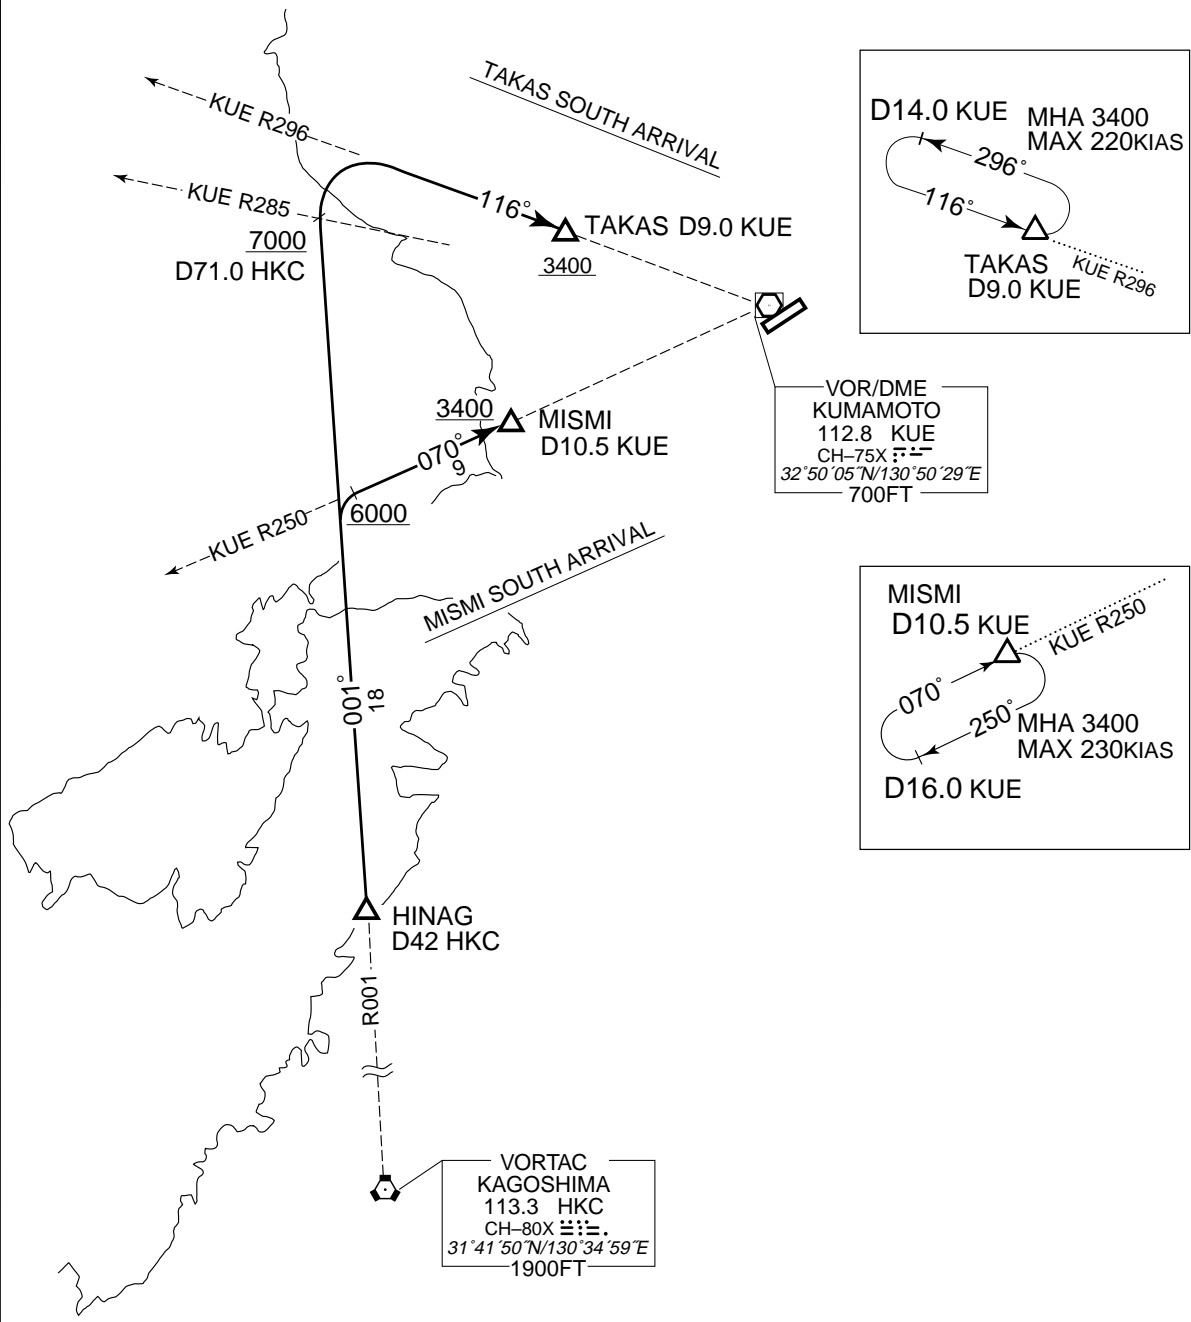 TAKAS SOUTH ARRIVAL
KUE R296
KUE R285
7000
D71.0 HKC
116°
TAKAS D9.0 KUE
3400
D14.0 KUE
MHA 3400
MAX 220KIAS
296°
116°
TAKAS
D9.0 KUE
KUE R296
VOR/DME
KUMAMOTO
112.8 KUE
CH–75X
32°50´05˝N/130°50´29˝E
700FT
3400
MISMI
D10.5 KUE
070°
9
6000
KUE R250
MISMI SOUTH ARRIVAL
MISMI
D10.5 KUE
KUE R250
070°
250°
MHA 3400
MAX 230KIAS
D16.0 KUE
001°
18
HINAG
D42 HKC
R001
VORTAC
KAGOSHIMA
113.3 HKC
CH–80X
31°41´50˝N/130°34´59˝E
1900FT